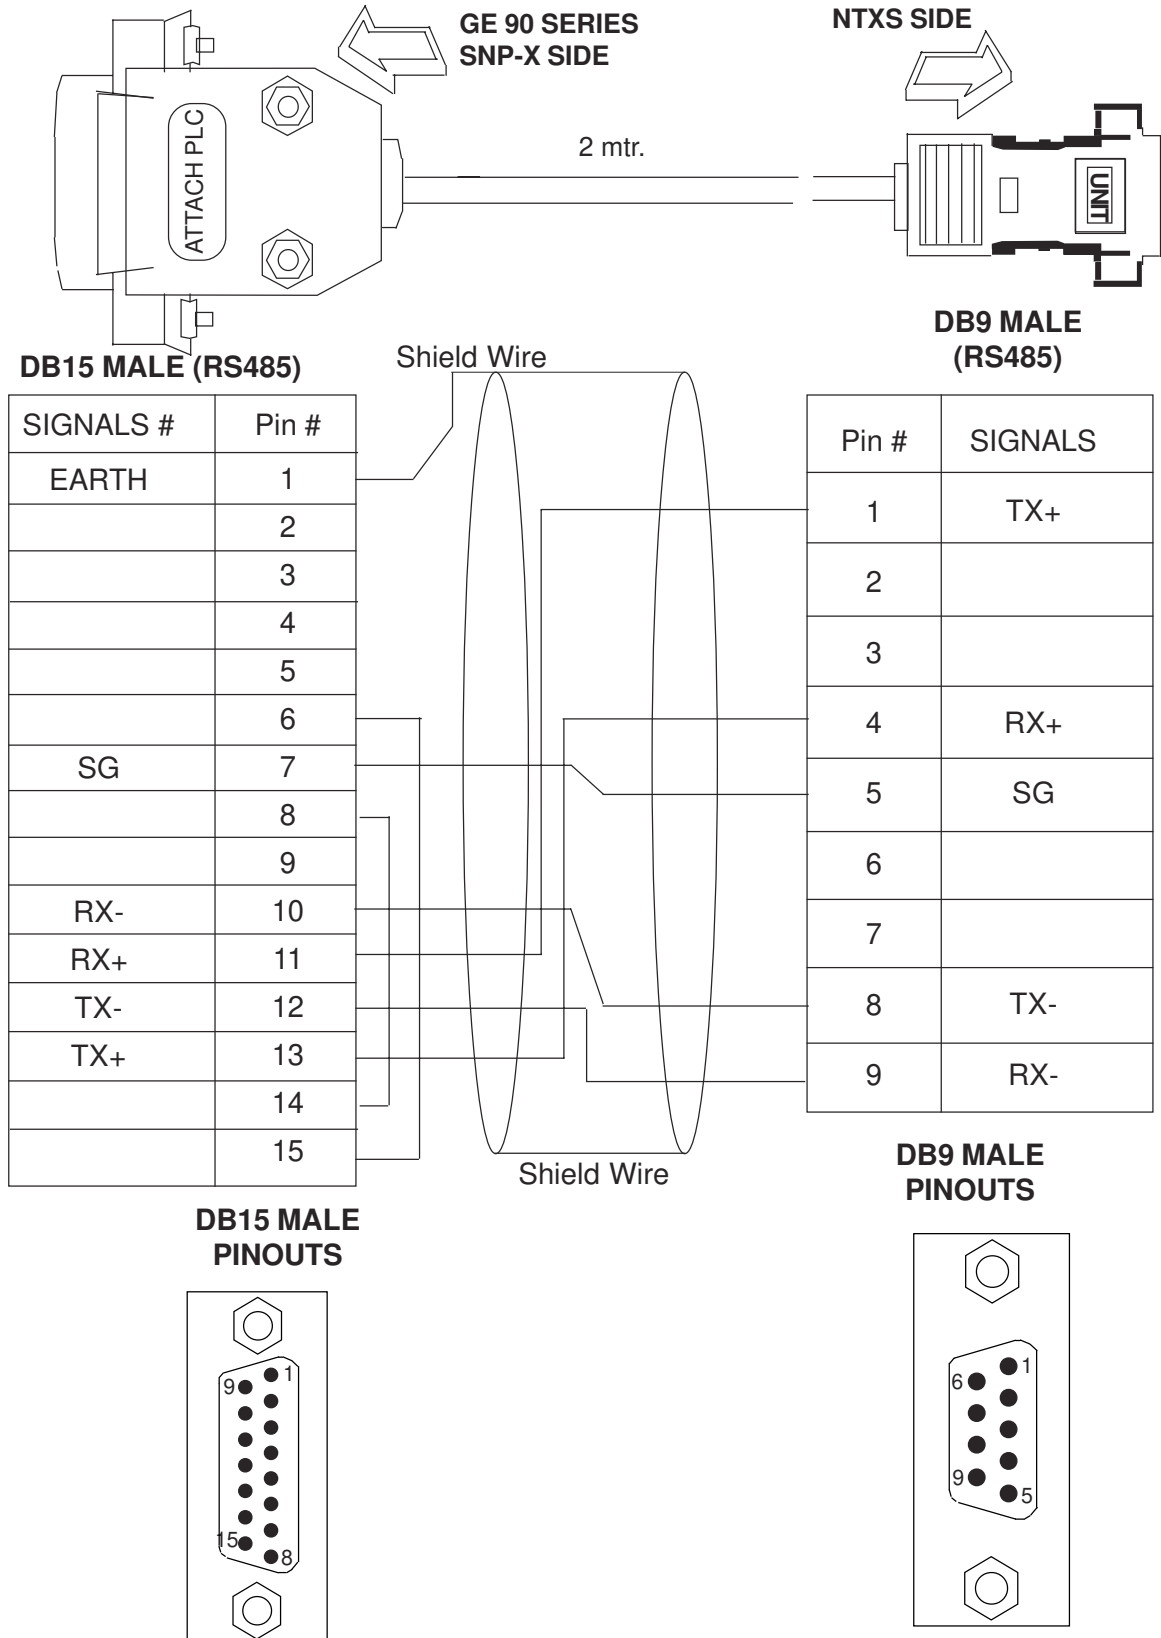 GE 90 SERIES
SNP-X SIDE
NTXS SIDE
ATTACH PLC
2 mtr.
UNIT
DB15 MALE (RS485)
Shield Wire
DB9 MALE
(RS485)
SIGNALS # Pin #
EARTH 1
2
3
4
5
6
SG 7
8
9
RX- 10
RX+ 11
TX- 12
TX+ 13
14
15
Pin # SIGNALS
1 TX+
2
3
4 RX+
5 SG
6
7
8 TX-
9 RX-
Shield Wire
DB15 MALE
PINOUTS
DB9 MALE
PINOUTS
9 1
15 8
6 1
9 5